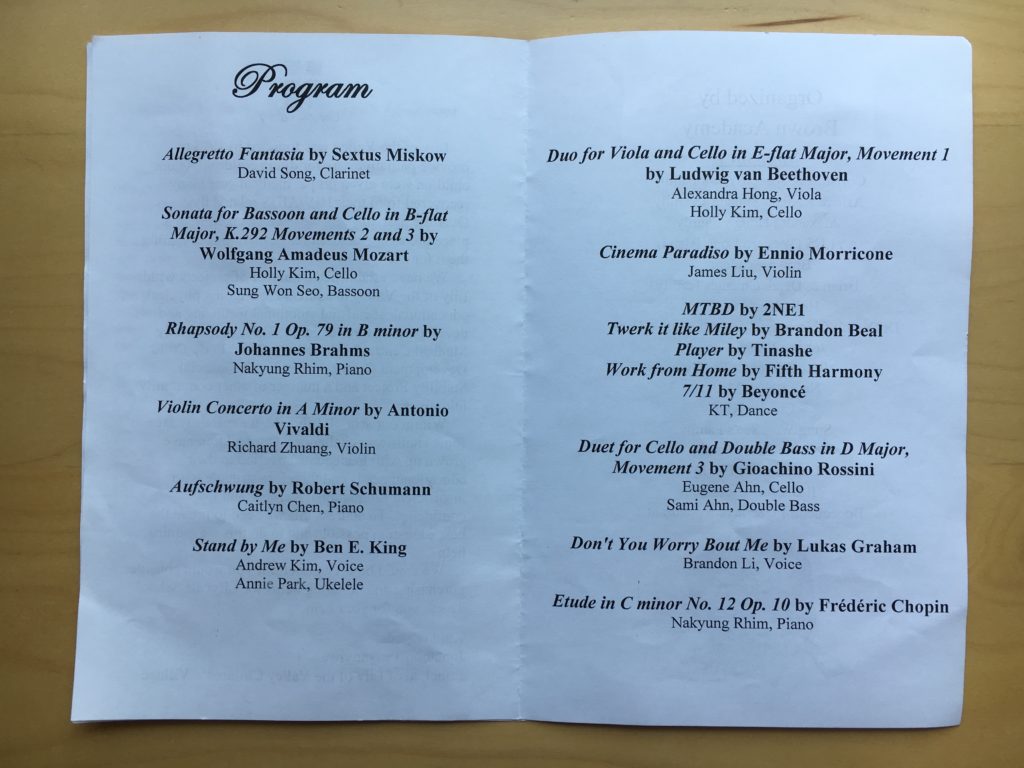 Program
Allegretto Fantasia by Sextus Miskow
David Song, Clarinet
Sonata for Bassoon and Cello in B-flat
Major, K.292 Movements 2 and 3 by
Wolfgang Amadeus Mozart
Holly Kim, Cello
Sung Won Seo, Bassoon
Rhapsody No. 1 Op. 79 in B minor by
Johannes Brahms
Nakyung Rhim, Piano
Violin Concerto in A Minor by Antonio
Vivaldi
Richard Zhuang, Violin
Aufschwung by Robert Schumann
Caitlyn Chen, Piano
Stand by Me by Ben E. King
Andrew Kim, Voice
Annie Park, Ukelele
Organized by
Brown Academy
Duo for Viola and Cello in E-flat Major, Movement 1
by Ludwig van Beethoven
Alexandra Hong, Viola
Holly Kim, Cello
Cinema Paradiso by Ennio Morricone
James Liu, Violin
MTBD by 2NE1
Twerk it like Miley by Brandon Beal
Player by Tinashe
Work from Home by Fifth Harmony
7/11 by Beyoncé
KT, Dance
Duet for Cello and Double Bass in D Major,
Movement 3 by Gioachino Rossini
Eugene Ahn, Cello
Sami Ahn, Double Bass
Don't You Worry Bout Me by Lukas Graham
Brandon Li, Voice
Etude in C minor No. 12 Op. 10 by Frédéric Chopin
Nakyung Rhim, Piano